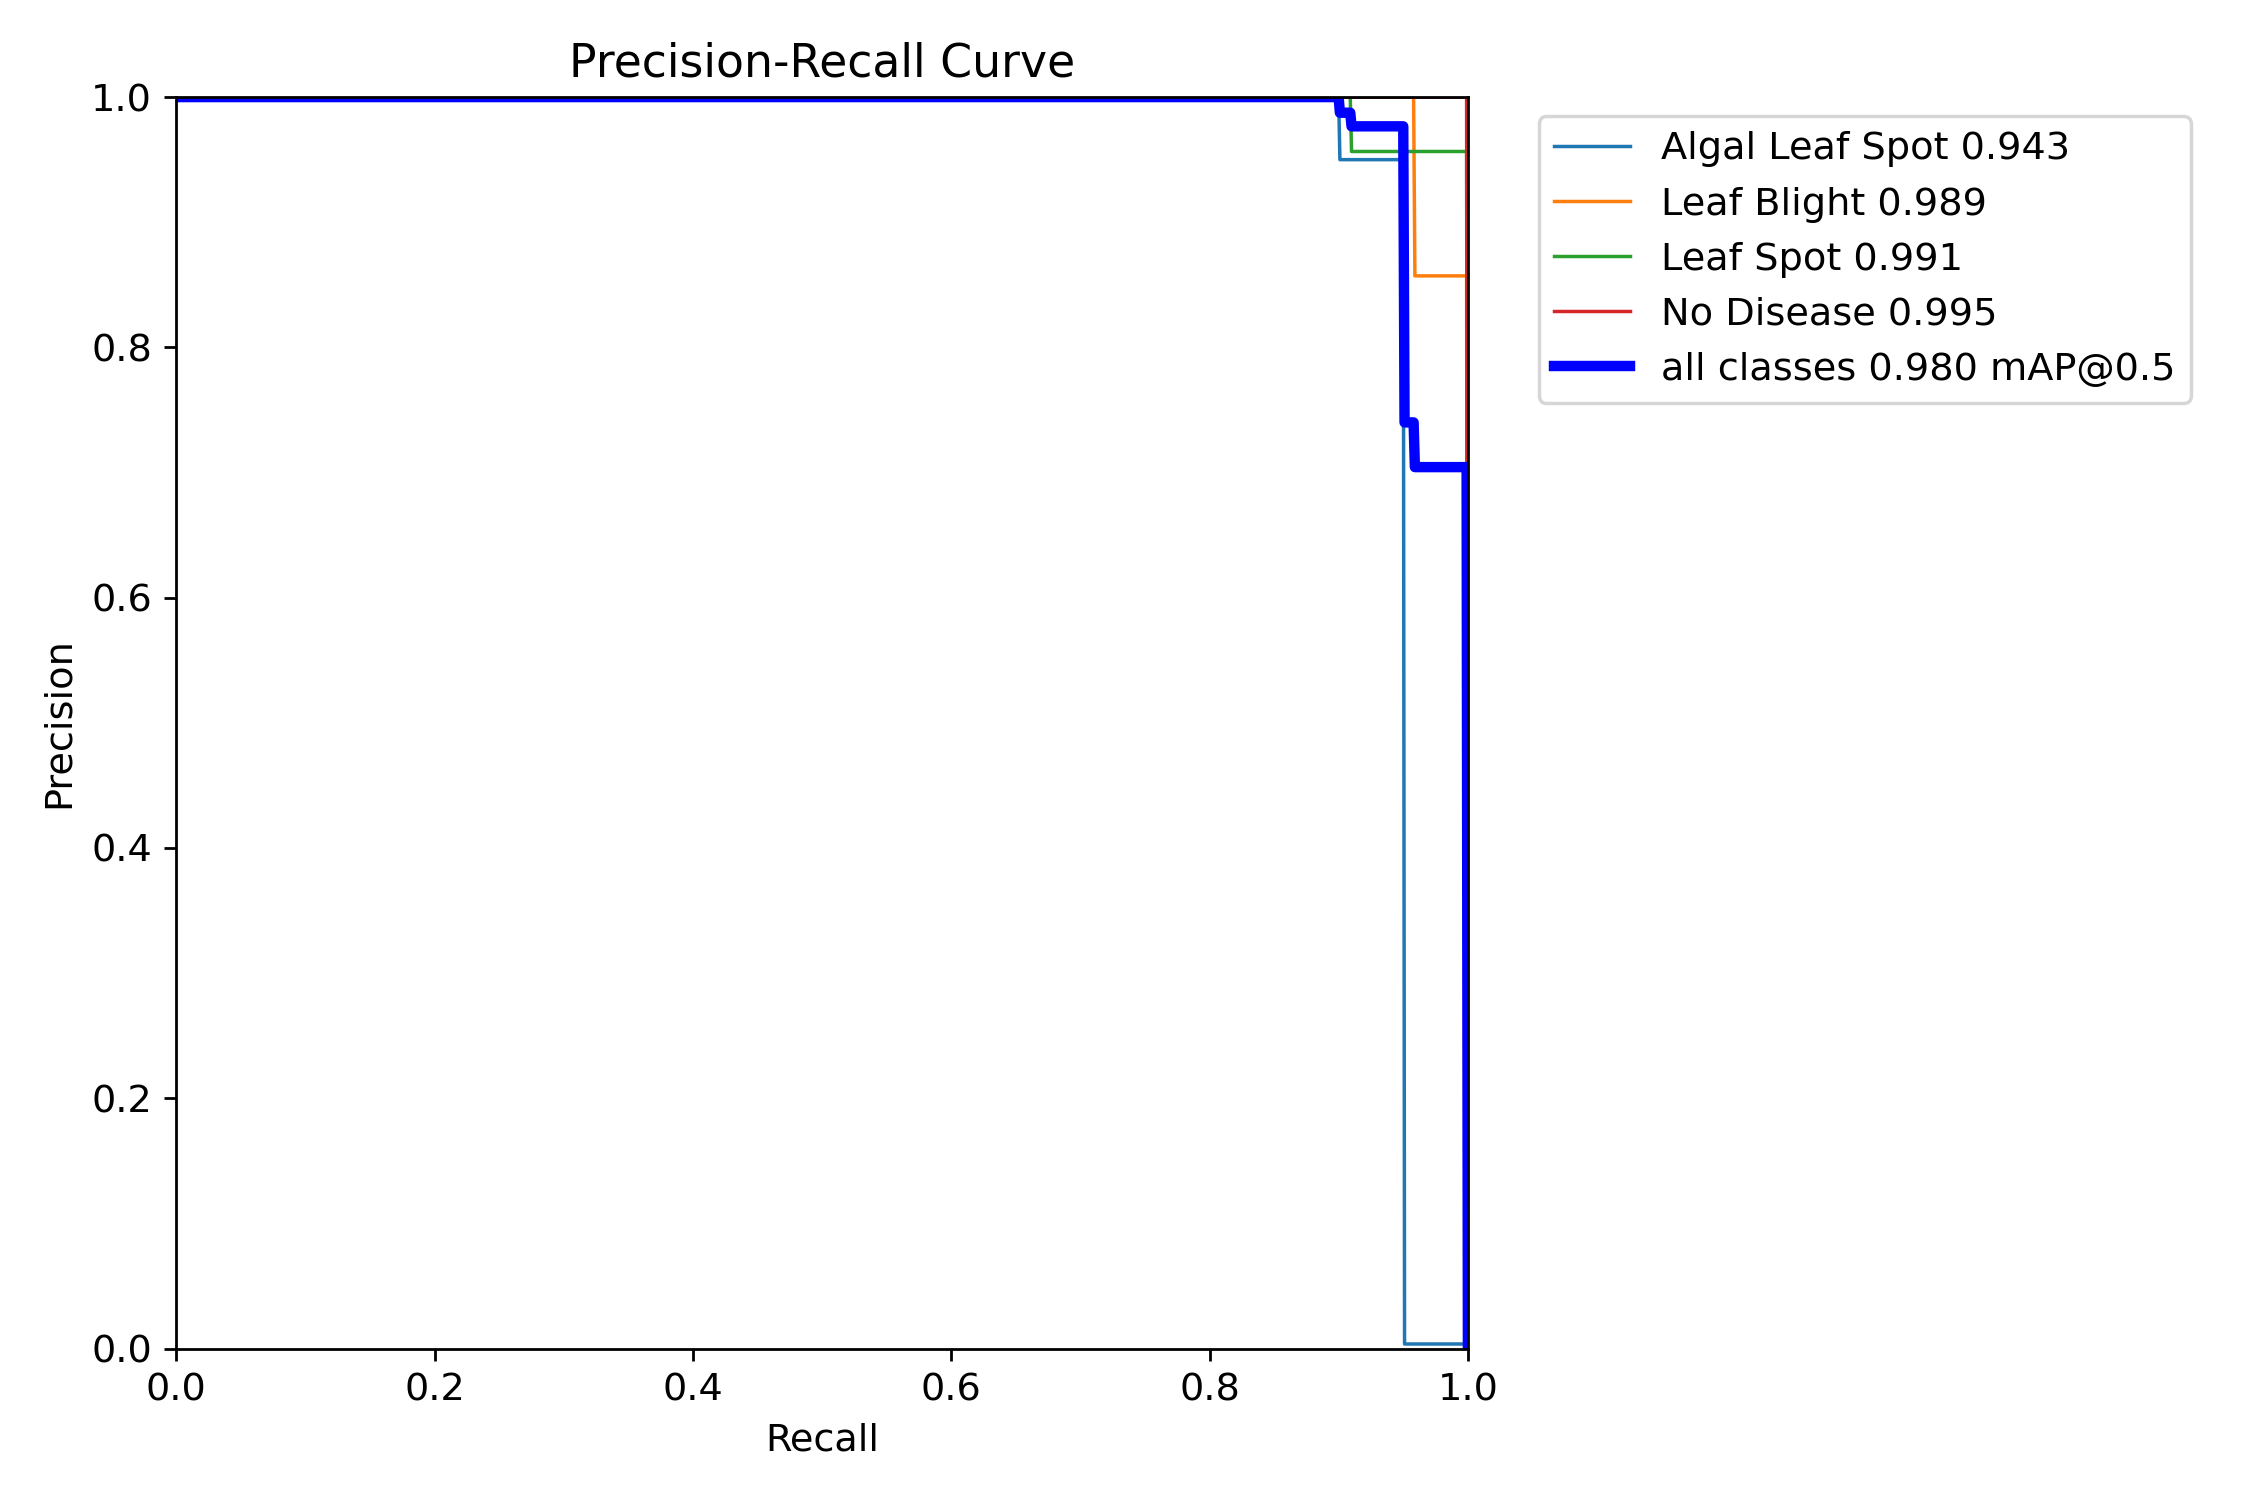 Precision-Recall Curve
1.0
0.8
0.6
0.4
0.2
0.0
Precision
0.0 0.2 0.4 0.6 0.8 1.0
Recall
Algal Leaf Spot 0.943
Leaf Blight 0.989
Leaf Spot 0.991
No Disease 0.995
all classes 0.980 mAP@0.5